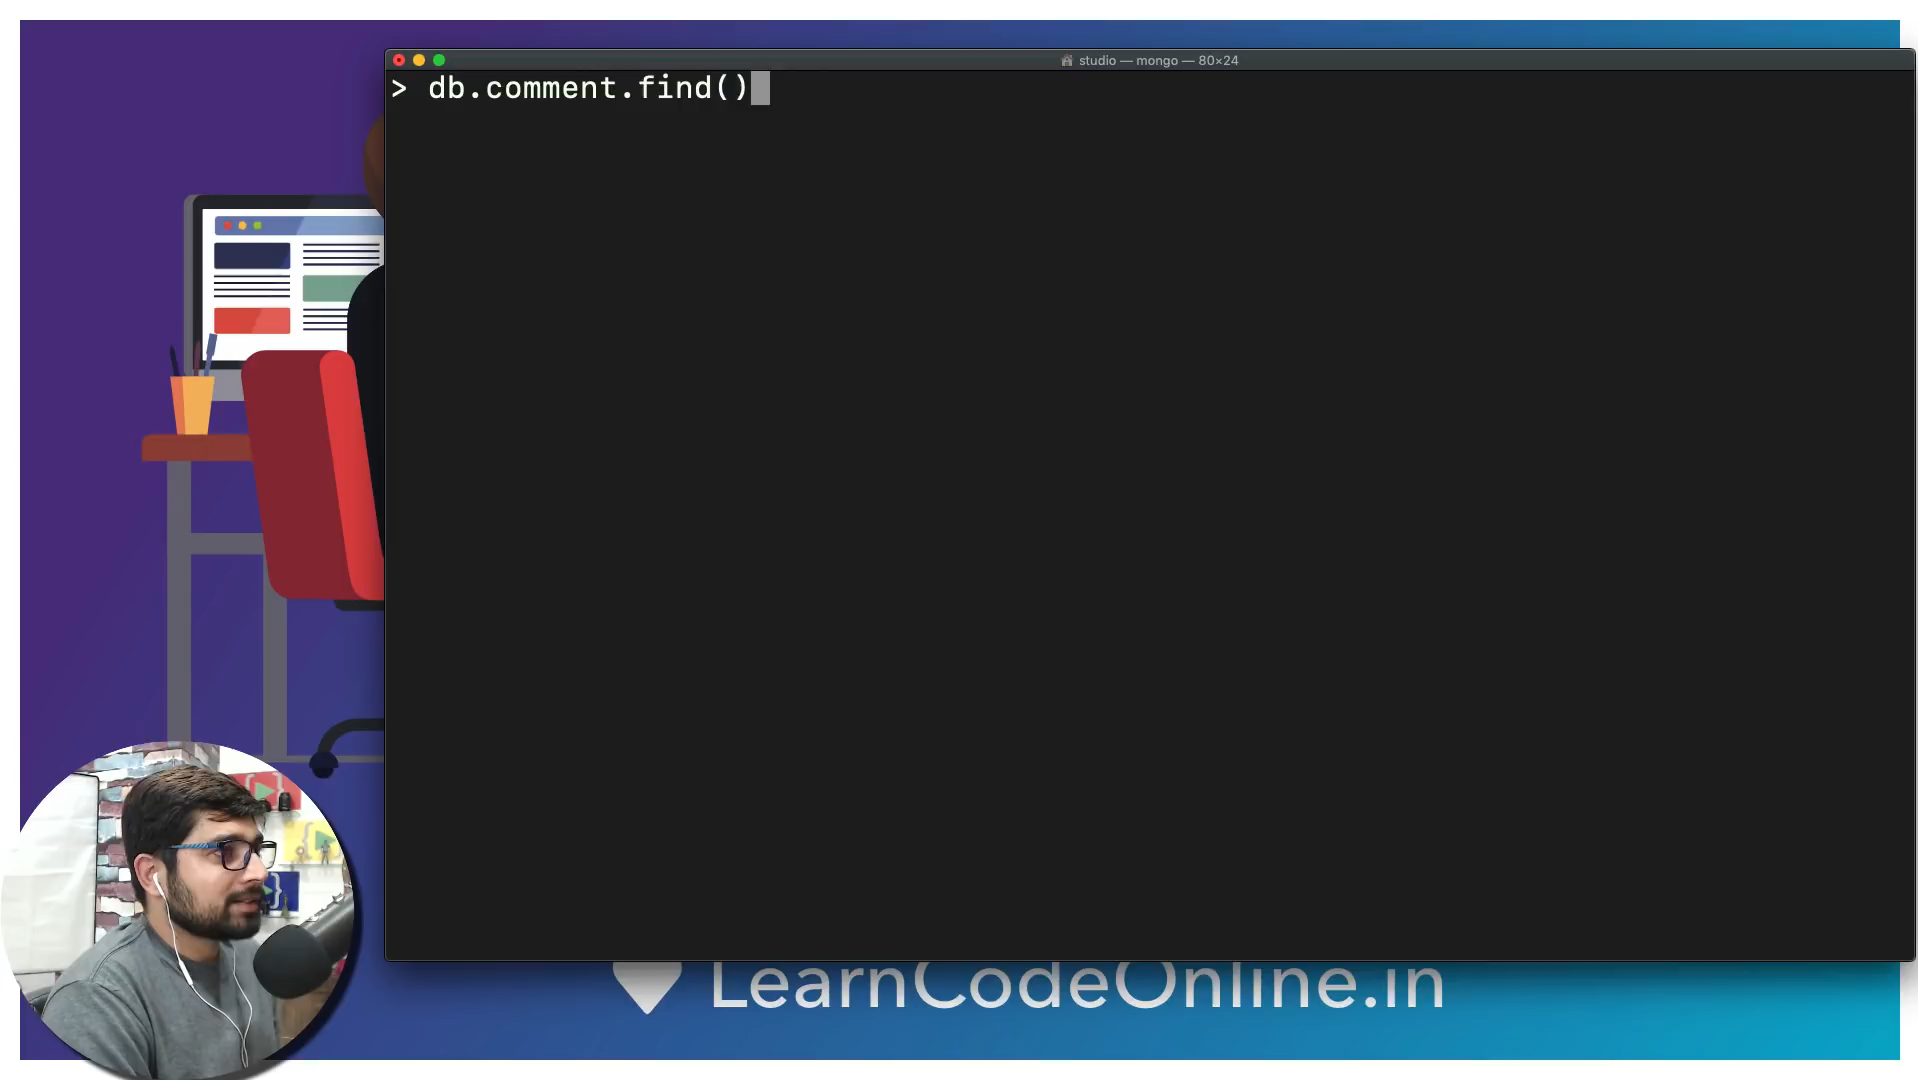 studio — mongo — 80×24
> db.comment.find()
LearnCodeOnline.in